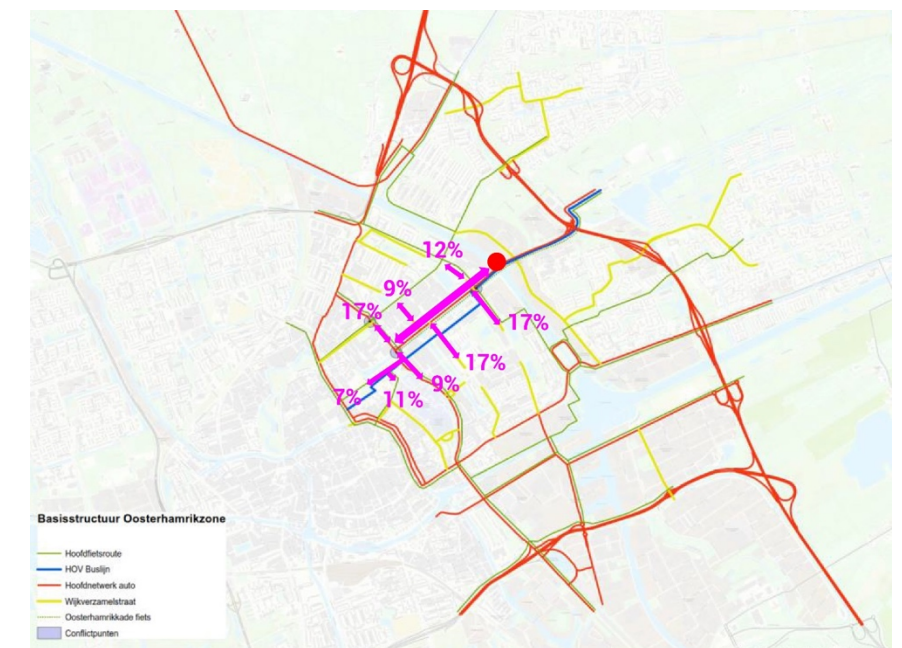 12%
9%
17%
17%
17%
9%
7%
11%
Basisstructuur Oosterhamrikzone
Hoofdfietsroute
HOV Buslijn
Hoofdnetwerk auto
Wijkverzamelstraat
Oosterhamrikkade fiets
Conflictpunten